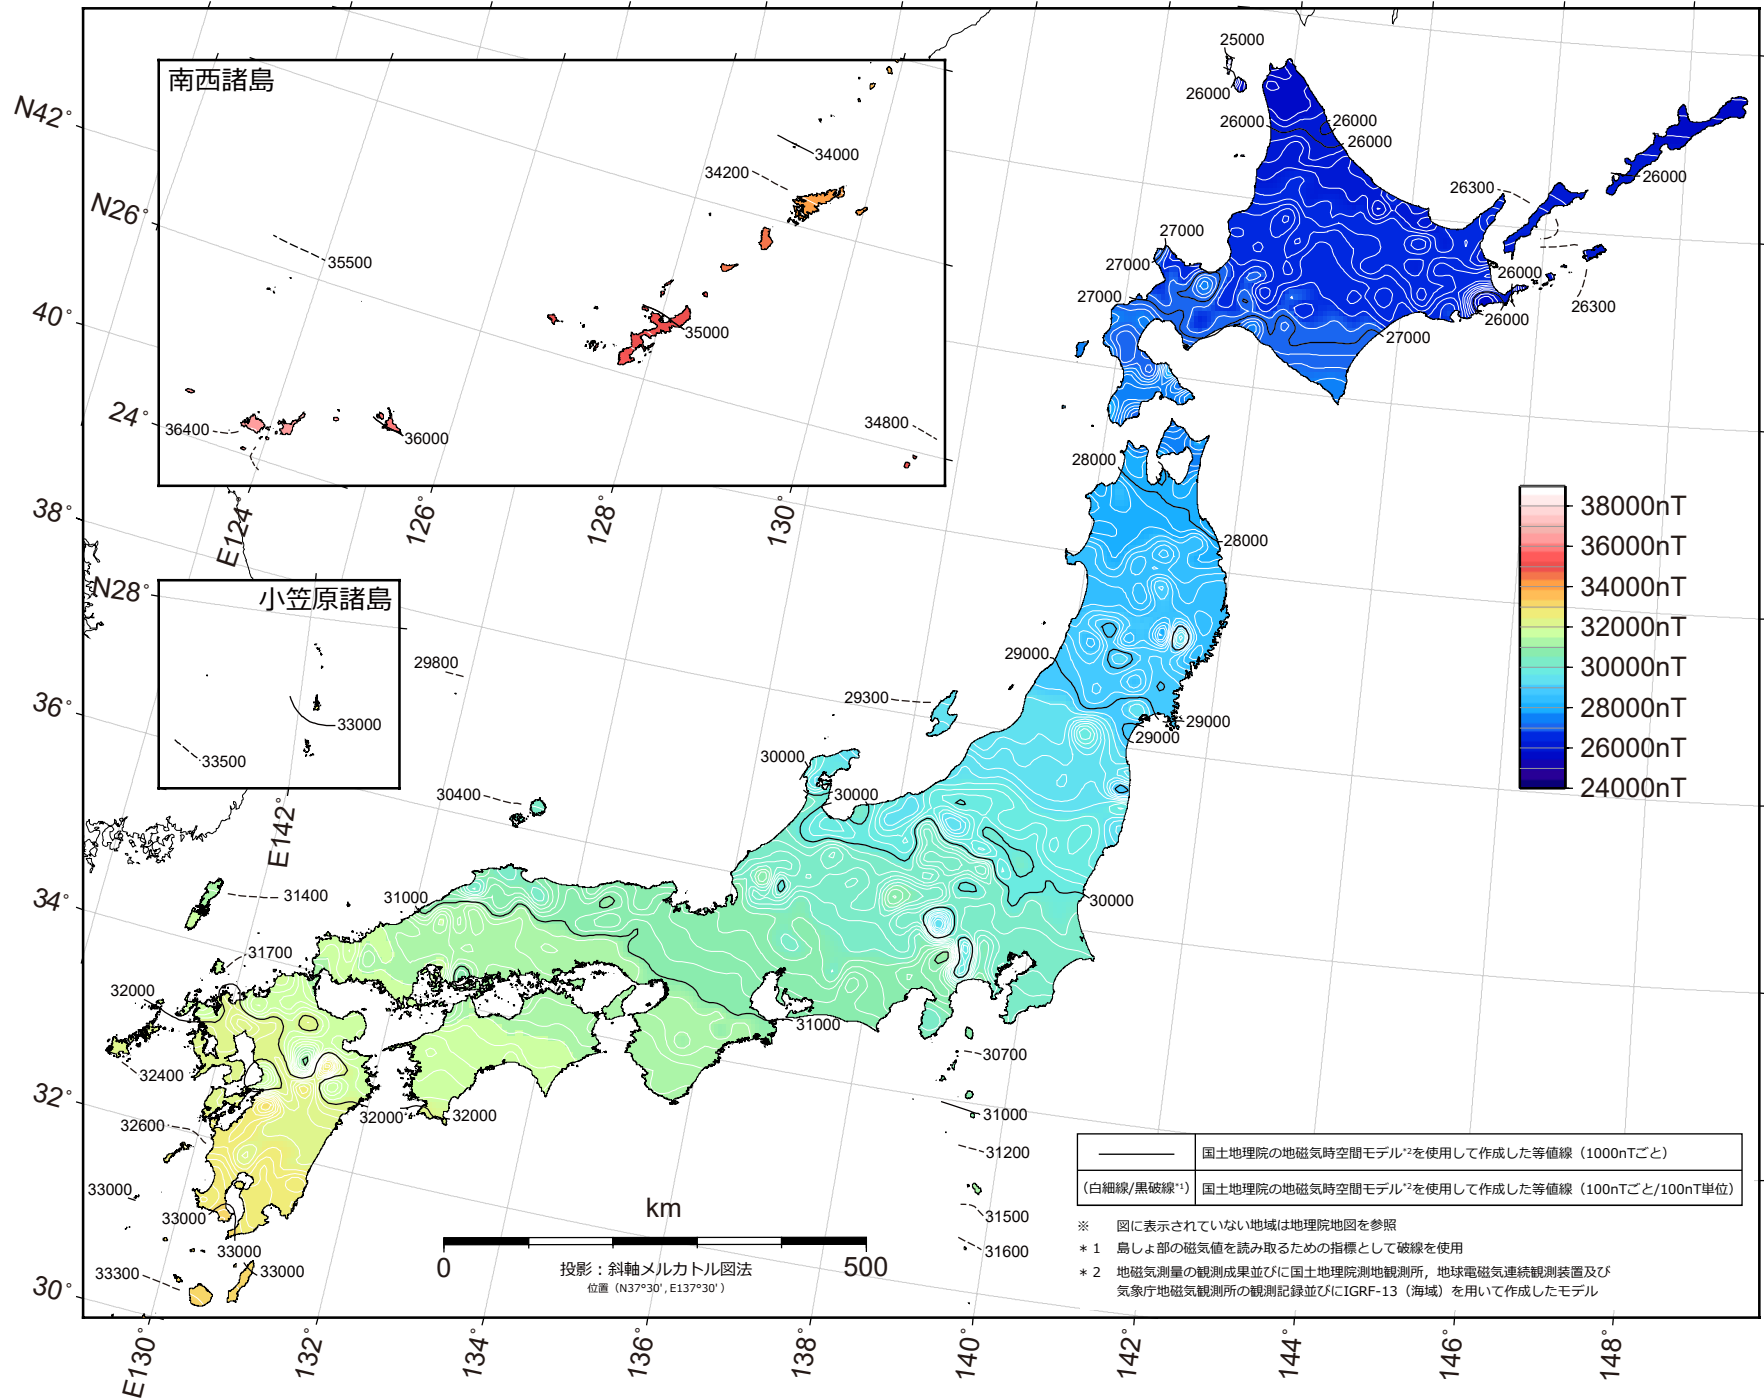 南西諸島
34000
34200
35500
35000
36400
36000
34800
小笠原諸島
33000
33500
N42°
N26°
40°
24°
38°
N28°
36°
34°
32°
30°
E124°
126°
128°
130°
E142°
25000
26000
26000
26000
26000
26300
26000
27000
27000
27000
26000
26000
26300
27000
28000
28000
29000
29000
29000
29300
29800
30000
30000
30400
30000
31400
31000
31700
32000
32400
31000
32000
32000
32600
33000
33000
33000
33000
33300
30700
31000
31200
31500
31600
38000nT
36000nT
34000nT
32000nT
30000nT
28000nT
26000nT
24000nT
国土地理院の地磁気時空間モデル*2を使用して作成した等値線（1000nTごと）
（白細線/黒破線*1） 国土地理院の地磁気時空間モデル*2を使用して作成した等値線（100nTごと/100nT単位）
※ 図に表示されていない地域は地理院地図を参照
＊1 島しょ部の磁気値を読み取るための指標として破線を使用
＊2 地磁気測量の観測成果並びに国土地理院測地観測所，地球電磁気連続観測装置及び
気象庁地磁気観測所の観測記録並びにIGRF-13（海域）を用いて作成したモデル
km
0 500
投影：斜軸メルカトル図法
位置（N37°30′, E137°30′）
E130°
132°
134°
136°
138°
140°
142°
144°
146°
148°